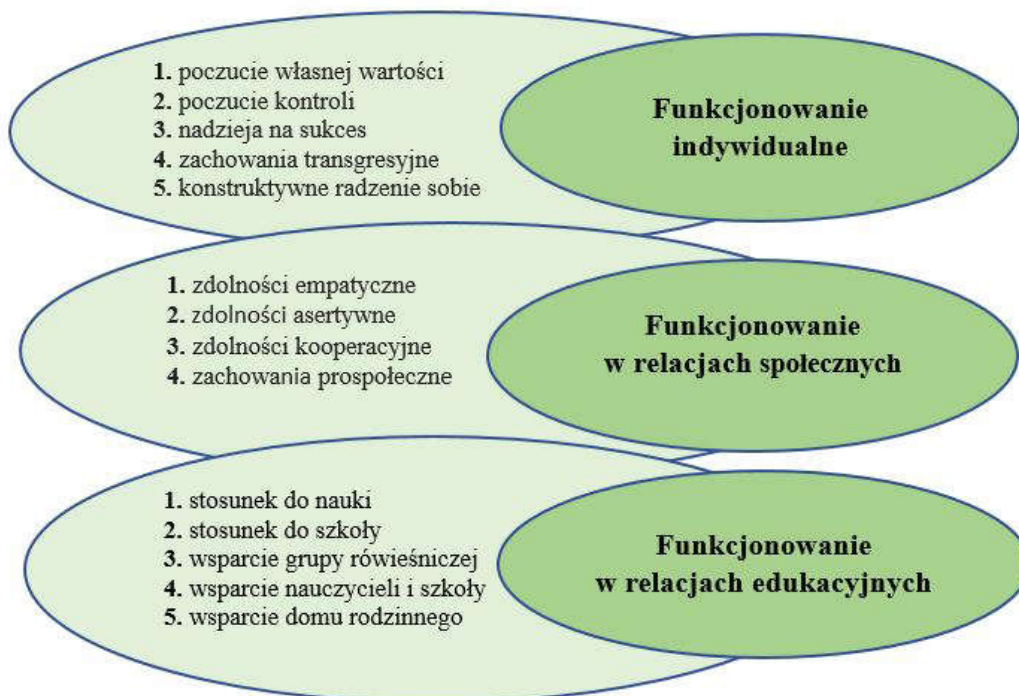 1. poczucie własnej wartości
2. poczucie kontroli
3. nadzieja na sukces
4. zachowania transgresyjne
5. konstruktywne radzenie sobie
Funkcjonowanie
indywidualne
1. zdolności empatyczne
2. zdolności asertywne
3. zdolności kooperacyjne
4. zachowania prospołeczne
Funkcjonowanie
w relacjach społecznych
1. stosunek do nauki
2. stosunek do szkoły
3. wsparcie grupy rówieśniczej
4. wsparcie nauczycieli i szkoły
5. wsparcie domu rodzinnego
Funkcjonowanie
w relacjach edukacyjnych